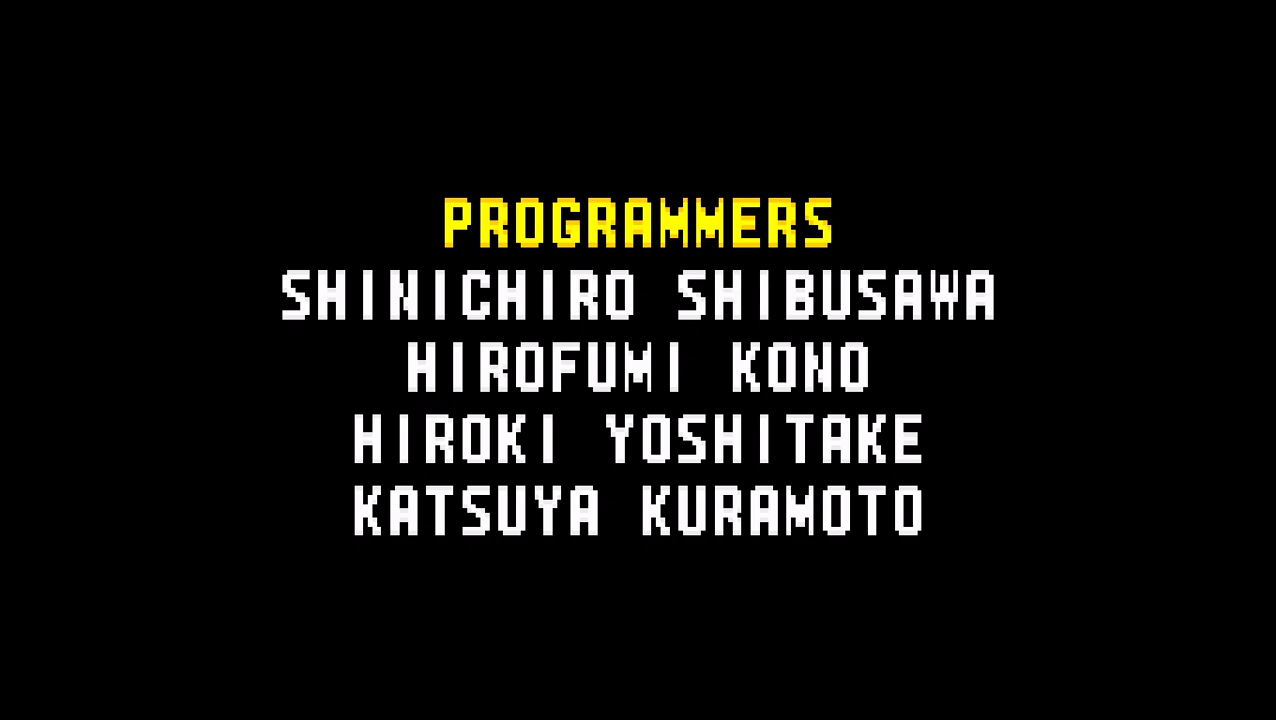 PROGRAMMERS
SHINICHIRO SHIBUSAWA
HIROFUMI KONO
HIROKI YOSHITAKE
KATSUYA KURAMOTO